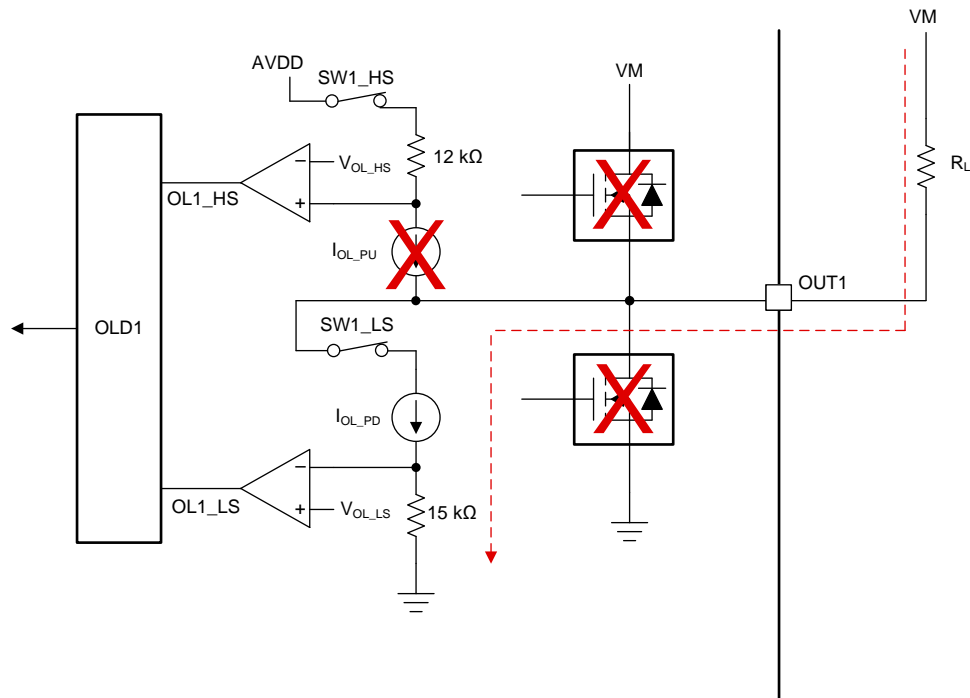 VM
AVDD
SW1_HS
VM
12 kΩ
V_OL_HS
R_L
OL1_HS
I_OL_PU
OUT1
OLD1
SW1_LS
I_OL_PD
OL1_LS
V_OL_LS
15 kΩ
−
+
−
+